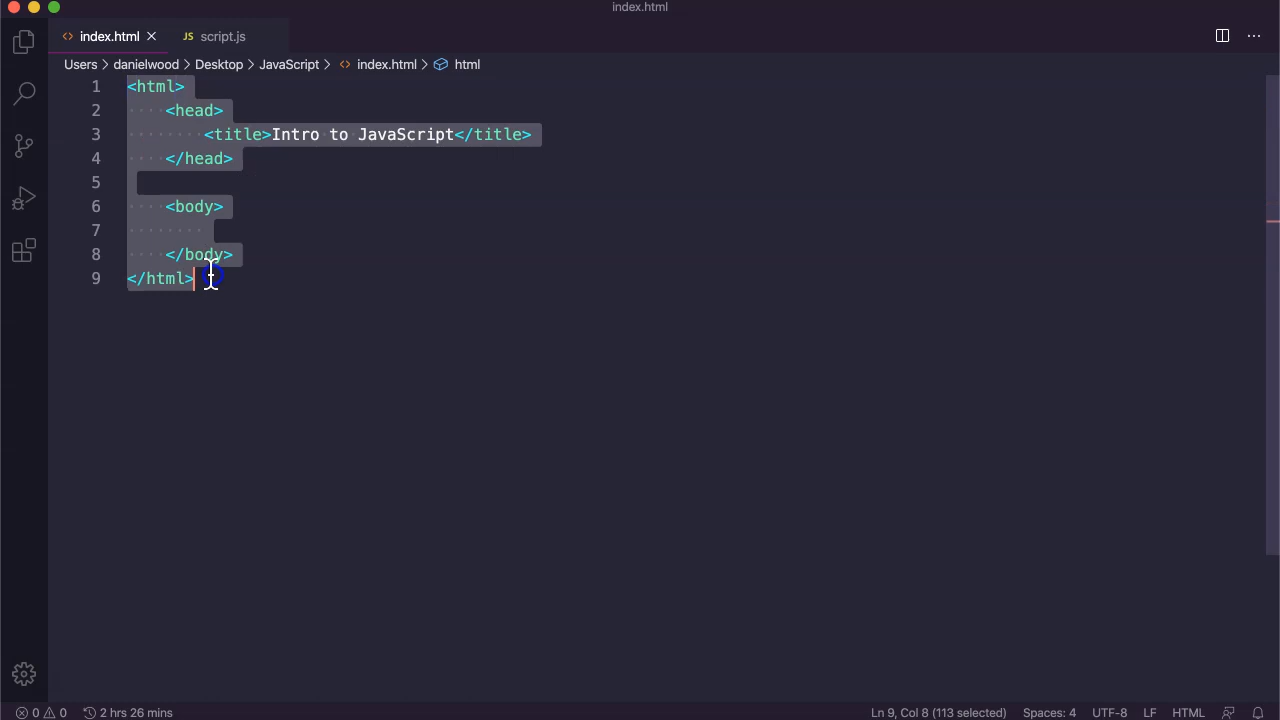 index.html
index.html
JS script.js
Users > danielwood > Desktop > JavaScript > index.html > html
1 <html>
2 <head>
3 <title>Intro to JavaScript</title>
4 </head>
5
6 <body>
7
8 </body>
9 </html>
0 0 2 hrs 26 mins Ln 9, Col 8 (113 selected) Spaces: 4 UTF-8 LF HTML